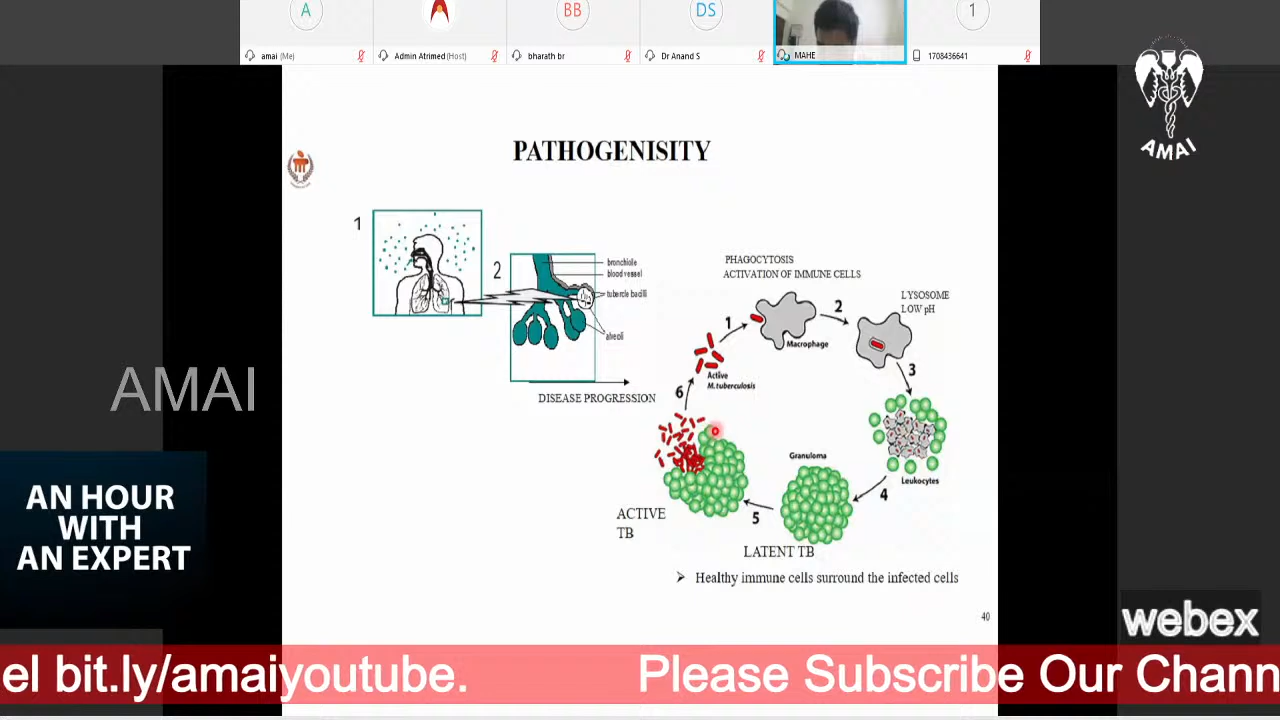 A
BB
DS
1
amai (Me)
Admin Atrimed (Host)
bharath br
Dr Anand S
MAHE
1708436641
AMAI
PATHOGENISITY
1
2
bronchiole
blood vessel
tubercle bacilli
alveoli
DISEASE PROGRESSION
PHAGOCYTOSIS
ACTIVATION OF IMMUNE CELLS
LYSOSOME
LOW pH
1
2
Macrophage
3
Active
M. tuberculosis
6
Leukocytes
Granuloma
4
5
ACTIVE
TB
LATENT TB
➢ Healthy immune cells surround the infected cells
40
AMAI
AN HOUR
WITH
AN EXPERT
webex
el bit.ly/amaiyoutube. Please Subscribe Our Chann